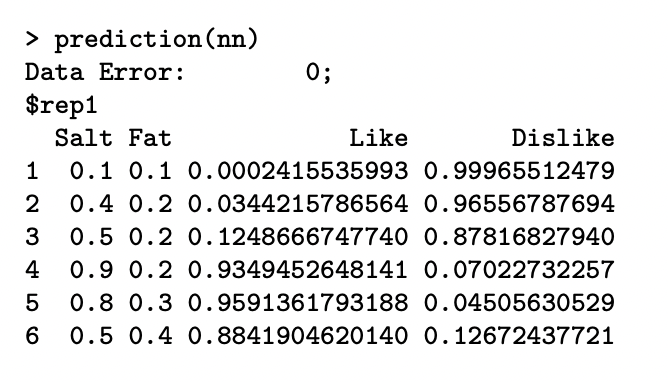 > prediction(nn)
Data Error:        0;
$rep1
  Salt Fat            Like       Dislike
1  0.1 0.1 0.0002415535993 0.99965512479
2  0.4 0.2 0.0344215786564 0.96556787694
3  0.5 0.2 0.1248666747740 0.87816827940
4  0.9 0.2 0.9349452648141 0.07022732257
5  0.8 0.3 0.9591361793188 0.04505630529
6  0.5 0.4 0.8841904620140 0.12672437721